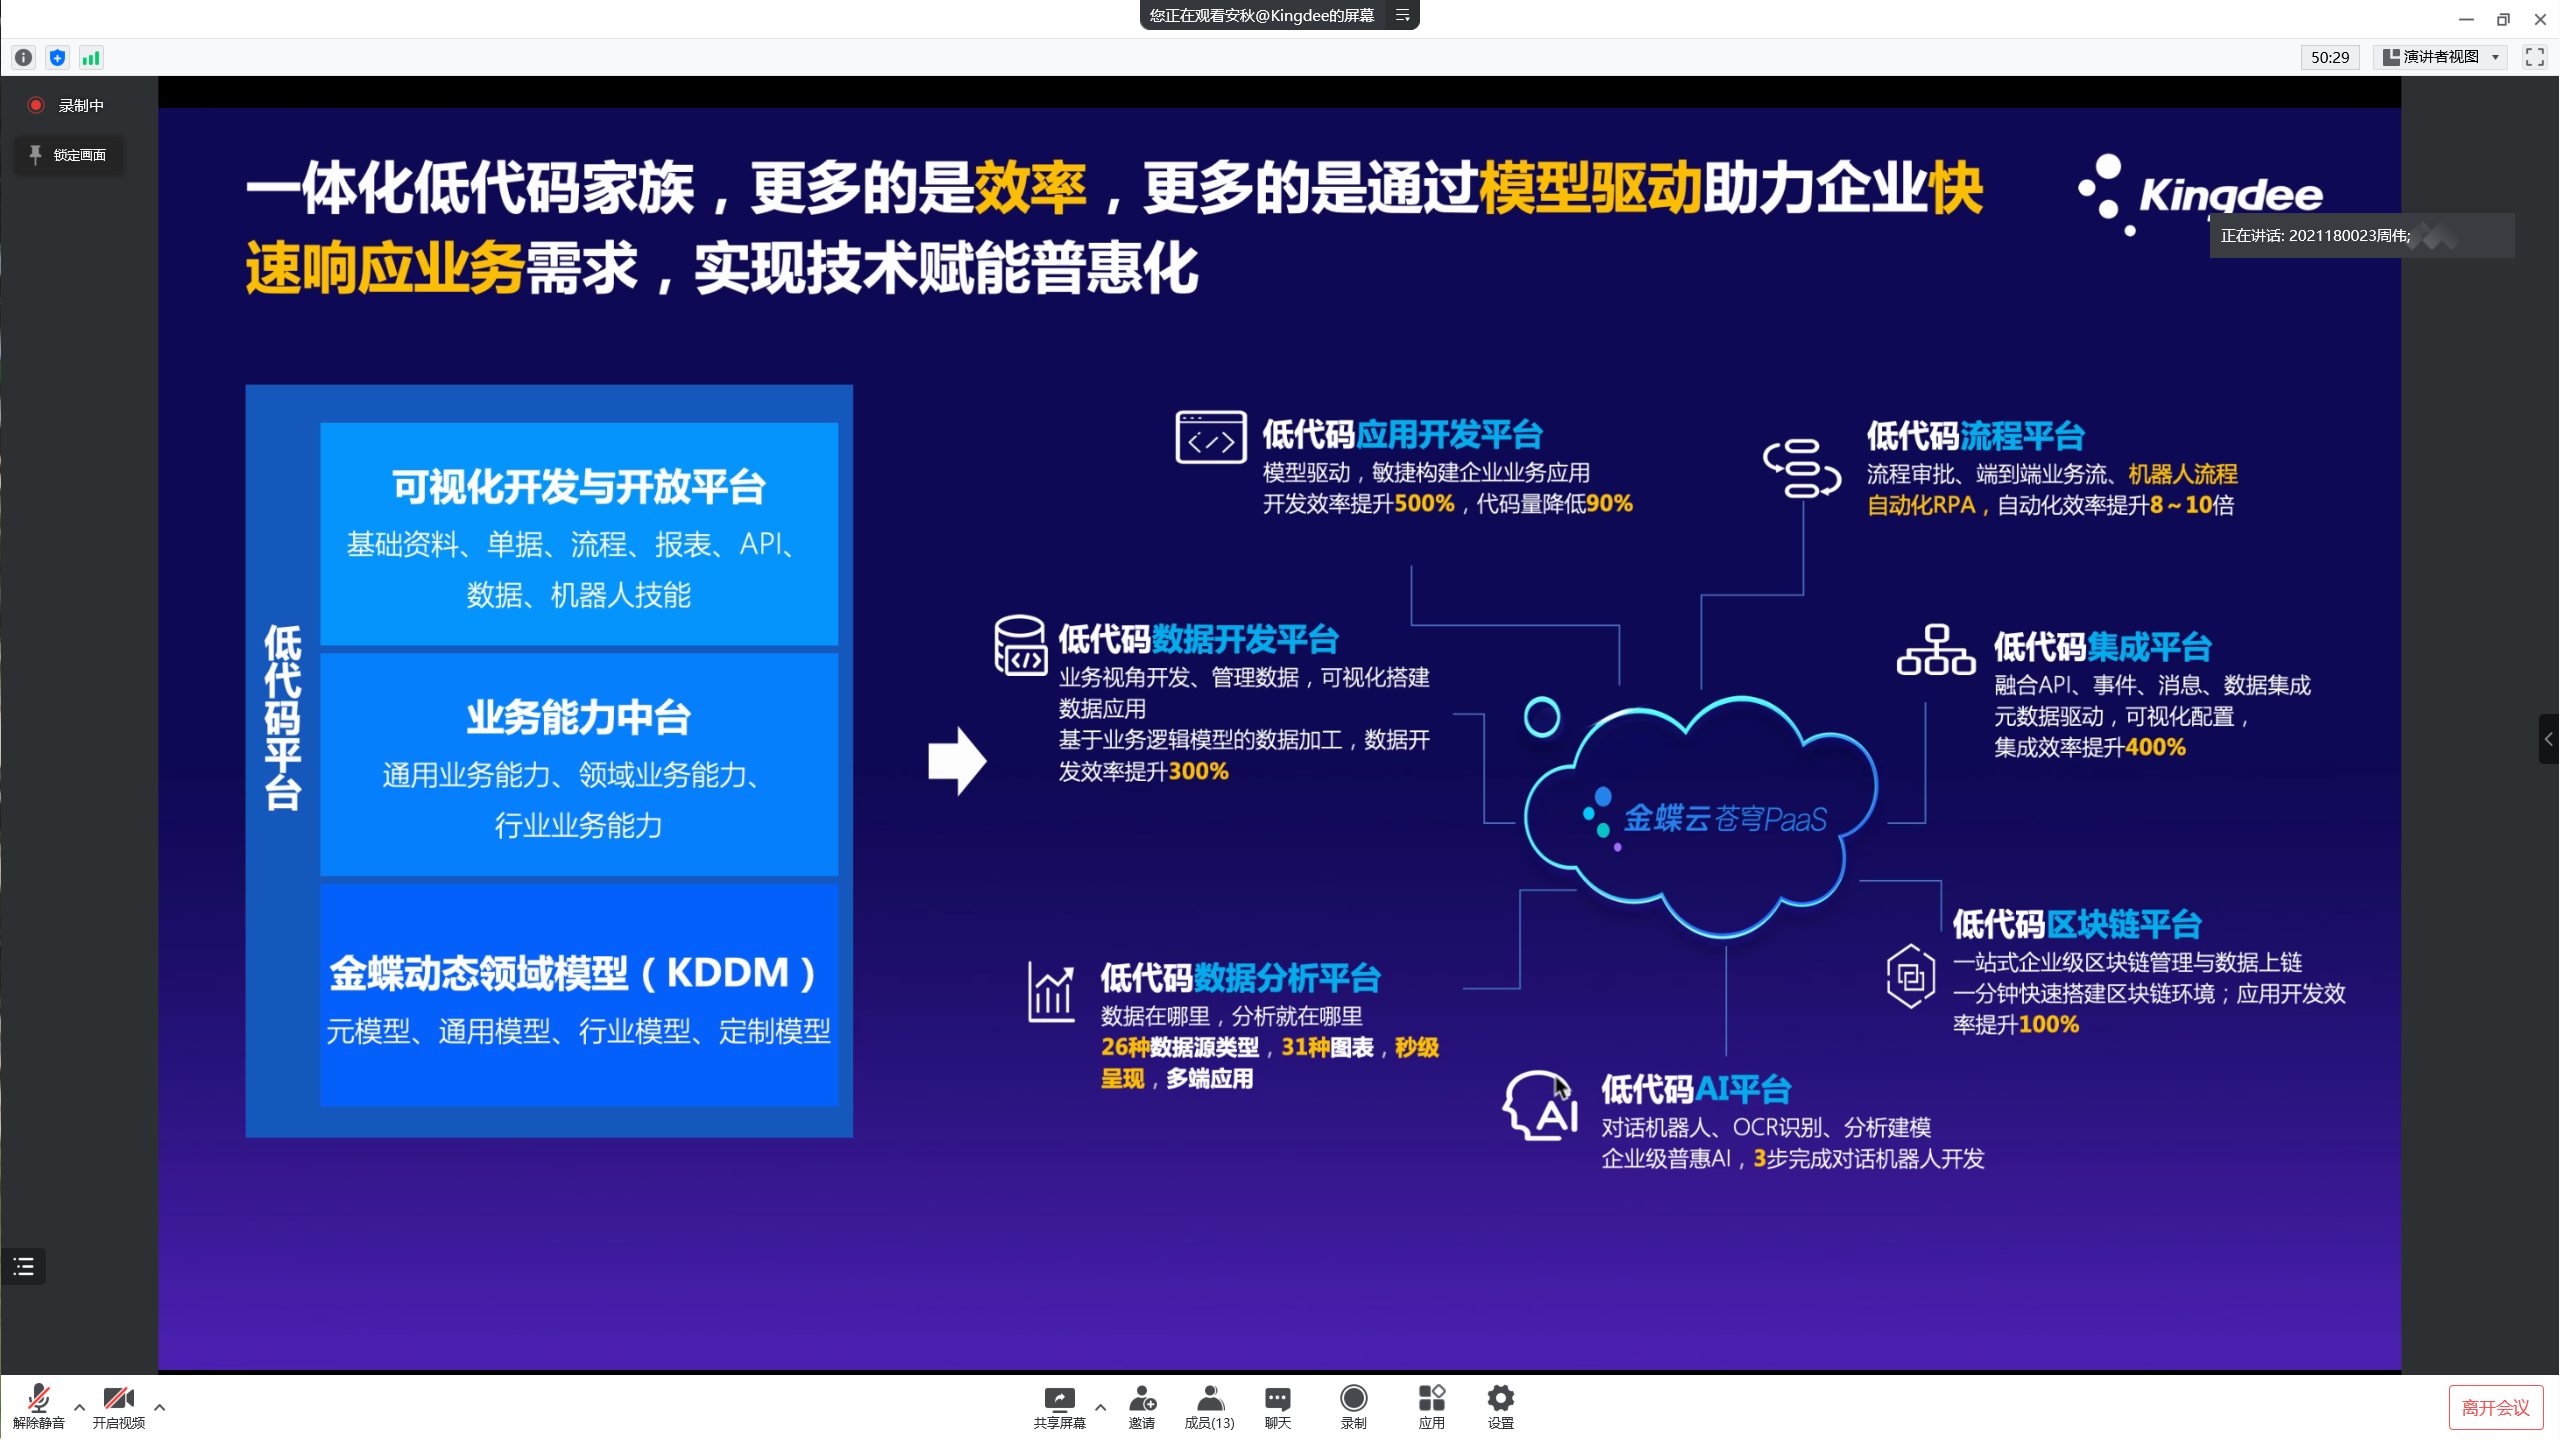 您正在观看安秋@Kingdee的屏幕
50:29
演讲者视图
录制中
锁定画面
一体化低代码家族，更多的是效率，更多的是通过模型驱动助力企业快
速响应业务需求，实现技术赋能普惠化
Kingdee
正在讲话: 2021180023周伟;
低代码平台
可视化开发与开放平台
基础资料、单据、流程、报表、API、
数据、机器人技能
业务能力中台
通用业务能力、领域业务能力、
行业业务能力
金蝶动态领域模型（KDDM）
元模型、通用模型、行业模型、定制模型
低代码应用开发平台
模型驱动，敏捷构建企业业务应用
开发效率提升500%，代码量降低90%
低代码流程平台
流程审批、端到端业务流、机器人流程
自动化RPA，自动化效率提升8～10倍
低代码数据开发平台
业务视角开发、管理数据，可视化搭建
数据应用
基于业务逻辑模型的数据加工，数据开
发效率提升300%
低代码集成平台
融合API、事件、消息、数据集成
元数据驱动，可视化配置，
集成效率提升400%
金蝶云苍穹PaaS
低代码数据分析平台
数据在哪里，分析就在哪里
26种数据源类型，31种图表，秒级
呈现，多端应用
低代码区块链平台
一站式企业级区块链管理与数据上链
一分钟快速搭建区块链环境；应用开发效
率提升100%
AI
低代码AI平台
对话机器人、OCR识别、分析建模
企业级普惠AI，3步完成对话机器人开发
解除静音
开启视频
共享屏幕
邀请
成员(13)
聊天
录制
应用
设置
离开会议